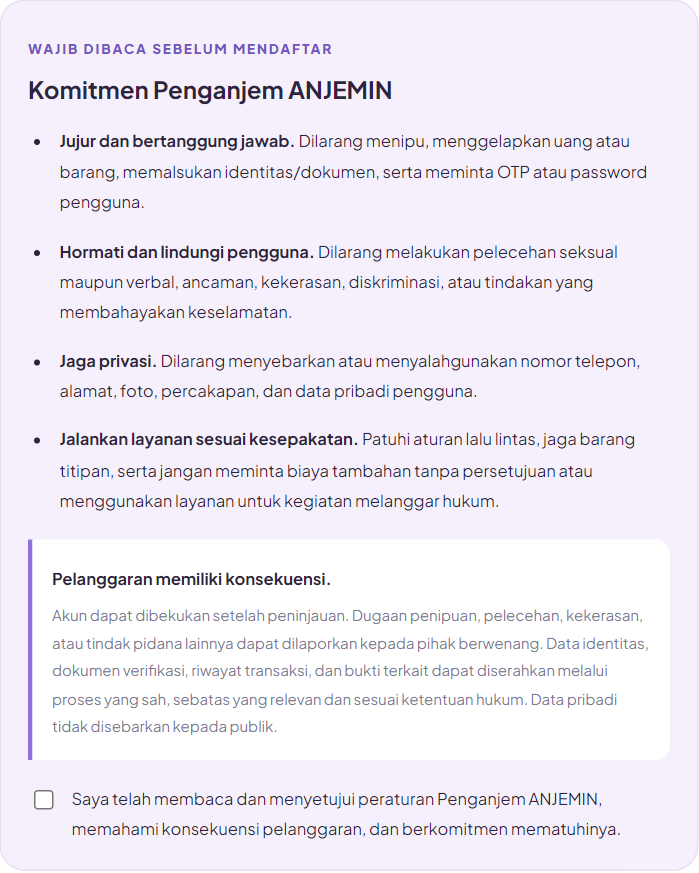 WAJIB DIBACA SEBELUM MENDAFTAR
Komitmen Penganjem ANJEMIN
• Jujur dan bertanggung jawab. Dilarang menipu, menggelapkan uang atau
barang, memalsukan identitas/dokumen, serta meminta OTP atau password
pengguna.
• Hormati dan lindungi pengguna. Dilarang melakukan pelecehan seksual
maupun verbal, ancaman, kekerasan, diskriminasi, atau tindakan yang
membahayakan keselamatan.
• Jaga privasi. Dilarang menyebarkan atau menyalahgunakan nomor telepon,
alamat, foto, percakapan, dan data pribadi pengguna.
• Jalankan layanan sesuai kesepakatan. Patuhi aturan lalu lintas, jaga barang
titipan, serta jangan meminta biaya tambahan tanpa persetujuan atau
menggunakan layanan untuk kegiatan melanggar hukum.
Pelanggaran memiliki konsekuensi.
Akun dapat dibekukan setelah peninjauan. Dugaan penipuan, pelecehan, kekerasan,
atau tindak pidana lainnya dapat dilaporkan kepada pihak berwenang. Data identitas,
dokumen verifikasi, riwayat transaksi, dan bukti terkait dapat diserahkan melalui
proses yang sah, sebatas yang relevan dan sesuai ketentuan hukum. Data pribadi
tidak disebarkan kepada publik.
Saya telah membaca dan menyetujui peraturan Penganjem ANJEMIN,
memahami konsekuensi pelanggaran, dan berkomitmen mematuhinya.